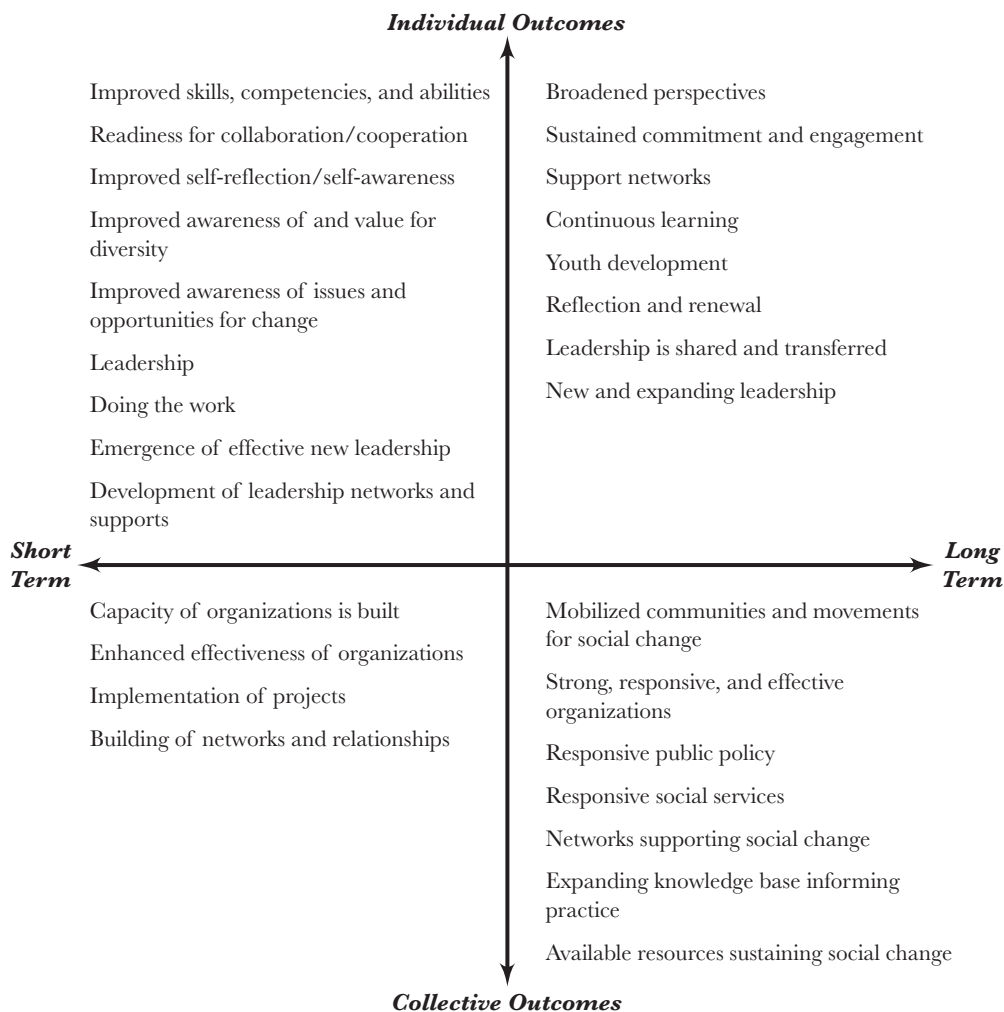 Individual Outcomes
Improved skills, competencies, and abilities
Readiness for collaboration/cooperation
Improved self-reflection/self-awareness
Improved awareness of and value for
diversity
Improved awareness of issues and
opportunities for change
Leadership
Doing the work
Emergence of effective new leadership
Development of leadership networks and
supports
Broadened perspectives
Sustained commitment and engagement
Support networks
Continuous learning
Youth development
Reflection and renewal
Leadership is shared and transferred
New and expanding leadership
Short
Term
Long
Term
Capacity of organizations is built
Enhanced effectiveness of organizations
Implementation of projects
Building of networks and relationships
Mobilized communities and movements
for social change
Strong, responsive, and effective
organizations
Responsive public policy
Responsive social services
Networks supporting social change
Expanding knowledge base informing
practice
Available resources sustaining social change
Collective Outcomes